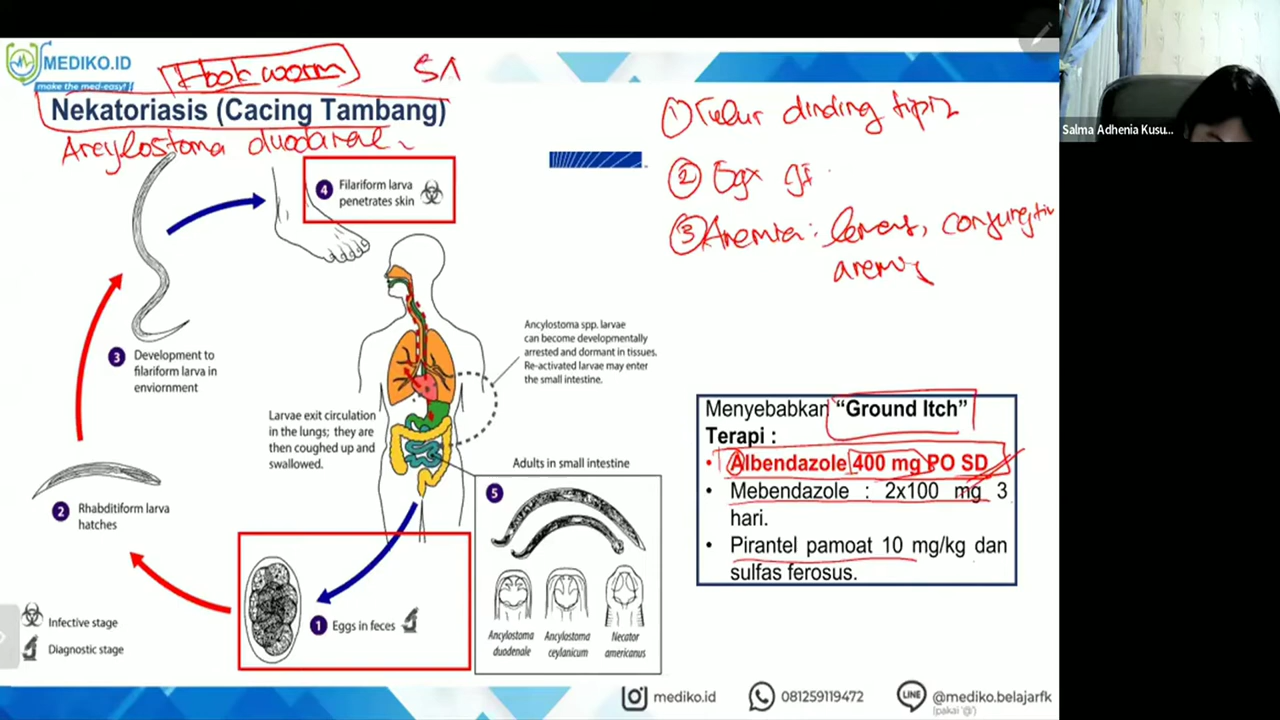 MEDIKO.ID
make the med-easy!
Hookworm
SA
Nekatoriasis (Cacing Tambang)
Ancylostoma duodenal
1 Telur dinding tipis
2 Ggx GI
3 Anemia: lemas, conjungtiv
anemis
Salma Adhenia Kusu...
4 Filariform larva
penetrates skin
3 Development to
filariform larva in
enviornment
Ancylostoma spp. larvae
can become developmentally
arrested and dormant in tissues.
Re-activated larvae may enter
the small intestine.
Larvae exit circulation
in the lungs; they are
then coughed up and
swallowed.
2 Rhabditiform larva
hatches
Adults in small intestine
5
Ancylostoma
duodenale
Ancylostoma
ceylanicum
Necator
americanus
1 Eggs in feces
Infective stage
Diagnostic stage
Menyebabkan “Ground Itch”
Terapi :
• Albendazole 400 mg PO SD
• Mebendazole : 2x100 mg 3
hari.
• Pirantel pamoat 10 mg/kg dan
sulfas ferosus.
mediko.id
081259119472
LINE
@mediko.belajarfk
(pakai '@')